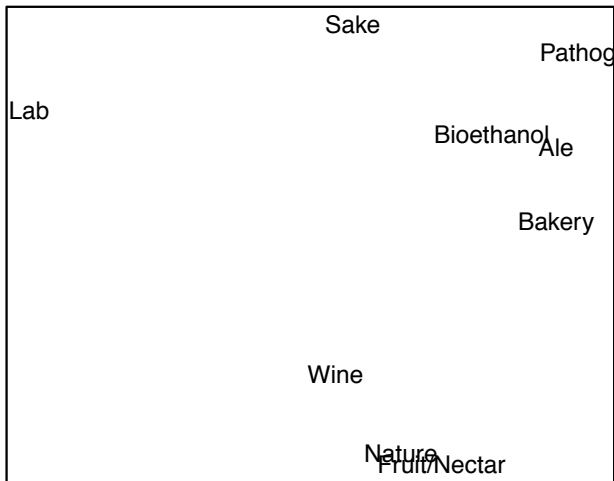 Sake
Pathog
Lab
Bioethanol
Ale
Bakery
Wine
Nature
Fruit/Nectar